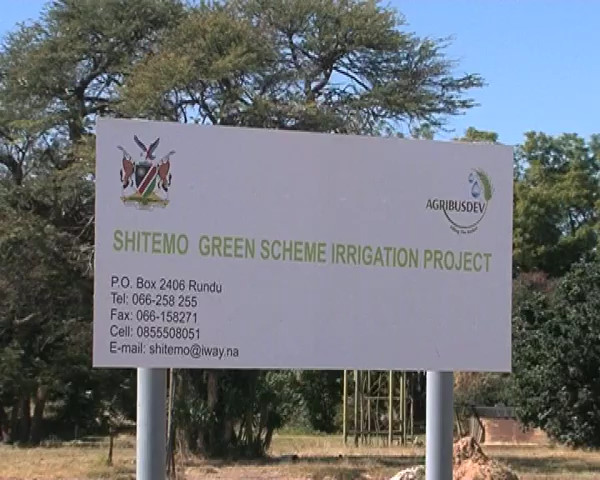 AGRIBUSDEV
SHITEMO GREEN SCHEME IRRIGATION PROJECT
P.O. Box 2406 Rundu
Tel: 066-258 255
Fax: 066-158271
Cell: 0855508051
E-mail: shitemo@iway.na